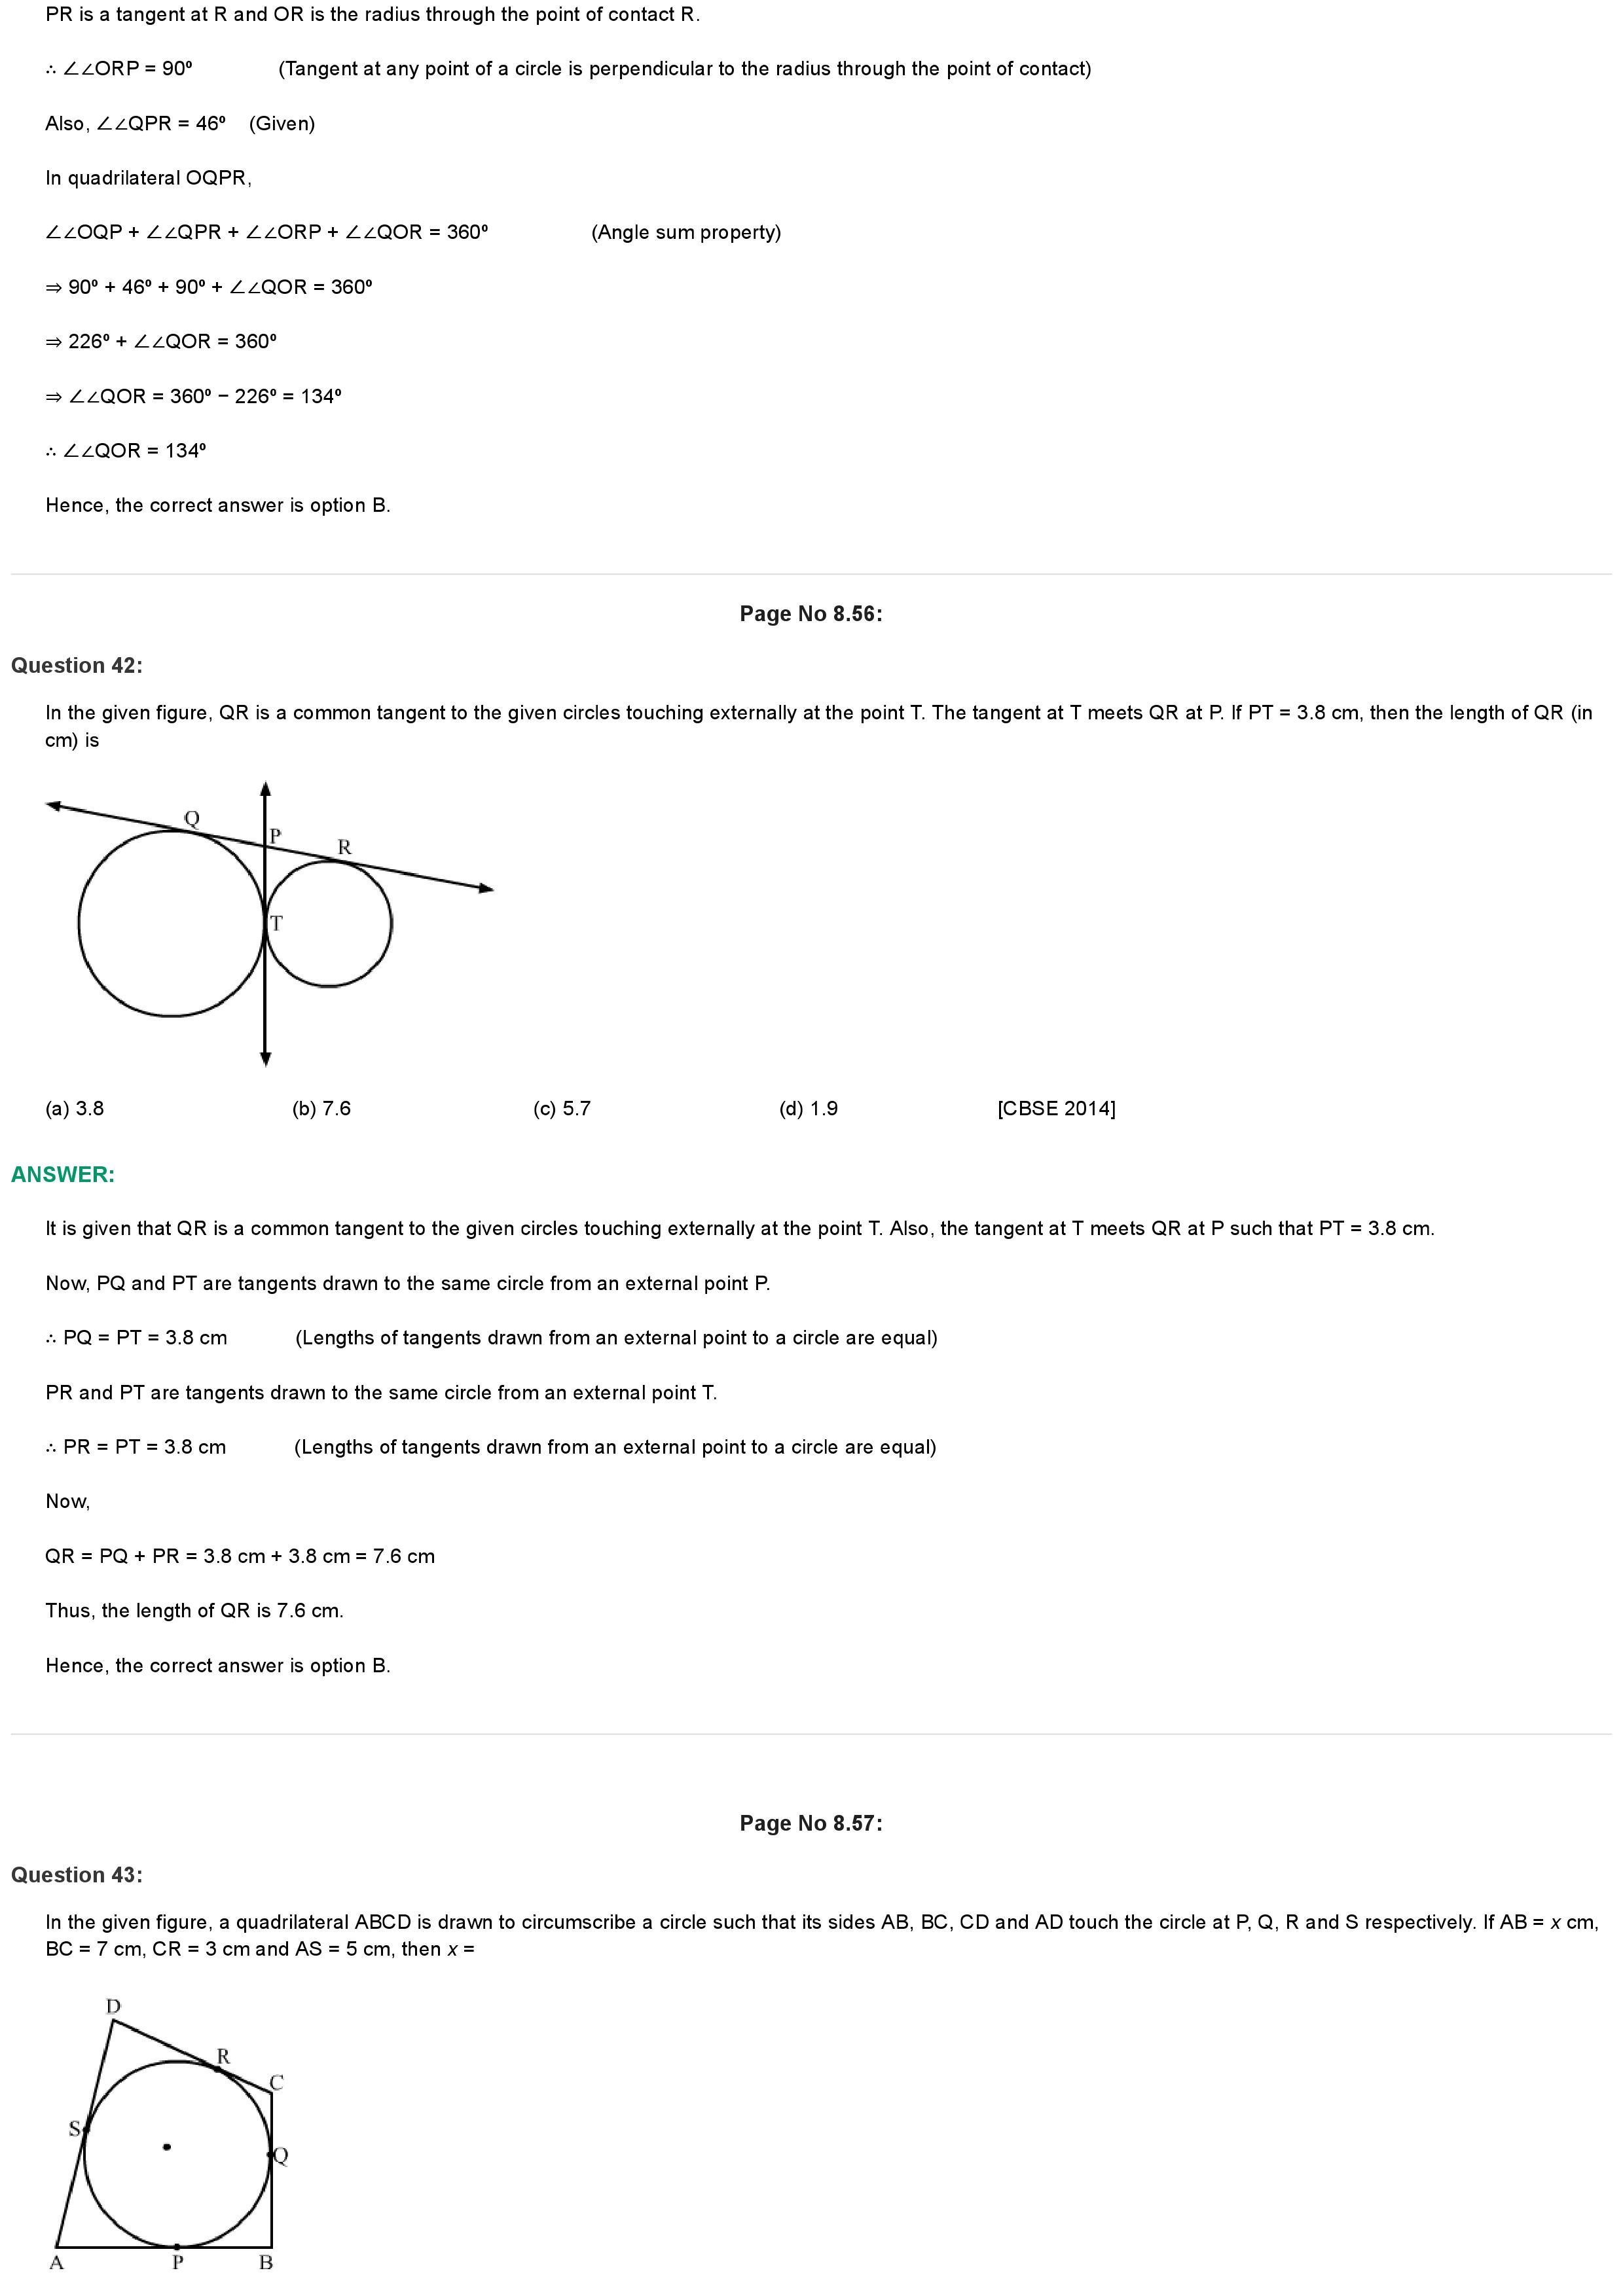 PR is a tangent at R and OR is the radius through the point of contact R.
∴ ∠∠ORP = 90º (Tangent at any point of a circle is perpendicular to the radius through the point of contact)
Also, ∠∠QPR = 46º (Given)
In quadrilateral OQPR,
∠∠OQP + ∠∠QPR + ∠∠ORP + ∠∠QOR = 360º (Angle sum property)
⇒ 90º + 46º + 90º + ∠∠QOR = 360º
⇒ 226º + ∠∠QOR = 360º
⇒ ∠∠QOR = 360º − 226º = 134º
∴ ∠∠QOR = 134º
Hence, the correct answer is option B.
Page No 8.56:
Question 42:
In the given figure, QR is a common tangent to the given circles touching externally at the point T. The tangent at T meets QR at P. If PT = 3.8 cm, then the length of QR (in
cm) is
Q
P
R
T
(a) 3.8 (b) 7.6 (c) 5.7 (d) 1.9 [CBSE 2014]
ANSWER:
It is given that QR is a common tangent to the given circles touching externally at the point T. Also, the tangent at T meets QR at P such that PT = 3.8 cm.
Now, PQ and PT are tangents drawn to the same circle from an external point P.
∴ PQ = PT = 3.8 cm (Lengths of tangents drawn from an external point to a circle are equal)
PR and PT are tangents drawn to the same circle from an external point T.
∴ PR = PT = 3.8 cm (Lengths of tangents drawn from an external point to a circle are equal)
Now,
QR = PQ + PR = 3.8 cm + 3.8 cm = 7.6 cm
Thus, the length of QR is 7.6 cm.
Hence, the correct answer is option B.
Page No 8.57:
Question 43:
In the given figure, a quadrilateral ABCD is drawn to circumscribe a circle such that its sides AB, BC, CD and AD touch the circle at P, Q, R and S respectively. If AB = x cm,
BC = 7 cm, CR = 3 cm and AS = 5 cm, then x =
D
R
C
S
Q
A P B